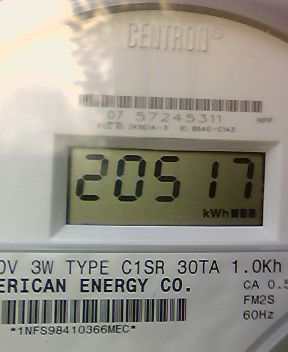 CENTRON®
07 57245311
HPP
20517
kWh
0V 3W TYPE C1SR 30TA 1.0Kh
ERICAN ENERGY CO.
CA 0.5
FM2S
60Hz
*1NFS98410366MEC*